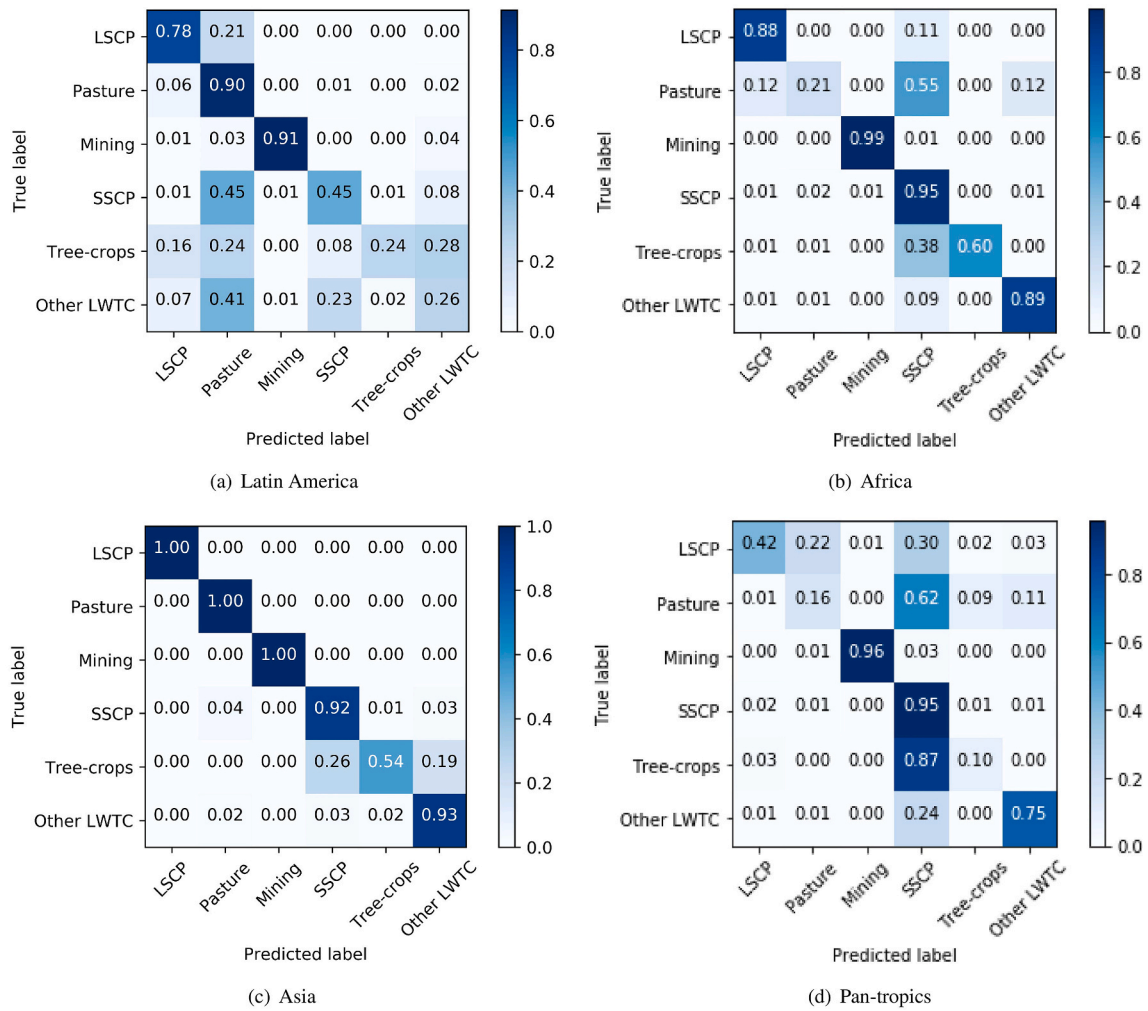 LSCP 0.78 0.21 0.00 0.00 0.00 0.00
Pasture 0.06 0.90 0.00 0.01 0.00 0.02
Mining 0.01 0.03 0.91 0.00 0.00 0.04
SSCP 0.01 0.45 0.01 0.45 0.01 0.08
Tree-crops 0.16 0.24 0.00 0.08 0.24 0.28
Other LWTC 0.07 0.41 0.01 0.23 0.02 0.26
True label
LSCP Pasture Mining SSCP Tree-crops Other LWTC
Predicted label
0.8
0.6
0.4
0.2
0.0
(a) Latin America
LSCP 0.88 0.00 0.00 0.11 0.00 0.00
Pasture 0.12 0.21 0.00 0.55 0.00 0.12
Mining 0.00 0.00 0.99 0.01 0.00 0.00
SSCP 0.01 0.02 0.01 0.95 0.00 0.01
Tree-crops 0.01 0.01 0.00 0.38 0.60 0.00
Other LWTC 0.01 0.01 0.00 0.09 0.00 0.89
True label
LSCP Pasture Mining SSCP Tree-crops Other LWTC
Predicted label
0.8
0.6
0.4
0.2
0.0
(b) Africa
LSCP 1.00 0.00 0.00 0.00 0.00 0.00
Pasture 0.00 1.00 0.00 0.00 0.00 0.00
Mining 0.00 0.00 1.00 0.00 0.00 0.00
SSCP 0.00 0.04 0.00 0.92 0.01 0.03
Tree-crops 0.00 0.00 0.00 0.26 0.54 0.19
Other LWTC 0.00 0.02 0.00 0.03 0.02 0.93
True label
LSCP Pasture Mining SSCP Tree-crops Other LWTC
Predicted label
1.0
0.8
0.6
0.4
0.2
0.0
(c) Asia
LSCP 0.42 0.22 0.01 0.30 0.02 0.03
Pasture 0.01 0.16 0.00 0.62 0.09 0.11
Mining 0.00 0.01 0.96 0.03 0.00 0.00
SSCP 0.02 0.01 0.00 0.95 0.01 0.01
Tree-crops 0.03 0.00 0.00 0.87 0.10 0.00
Other LWTC 0.01 0.01 0.00 0.24 0.00 0.75
True label
LSCP Pasture Mining SSCP Tree-crops Other LWTC
Predicted label
0.8
0.6
0.4
0.2
0.0
(d) Pan-tropics